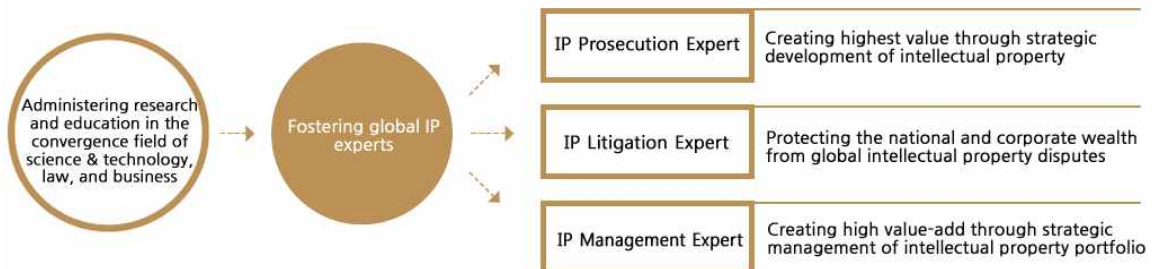 Administering research
and education in the
convergence field of
science & technology,
law, and business
Fostering global IP
experts
IP Prosecution Expert
Creating highest value through strategic
development of intellectual property
IP Litigation Expert
Protecting the national and corporate wealth
from global intellectual property disputes
IP Management Expert
Creating high value-add through strategic
management of intellectual property portfolio